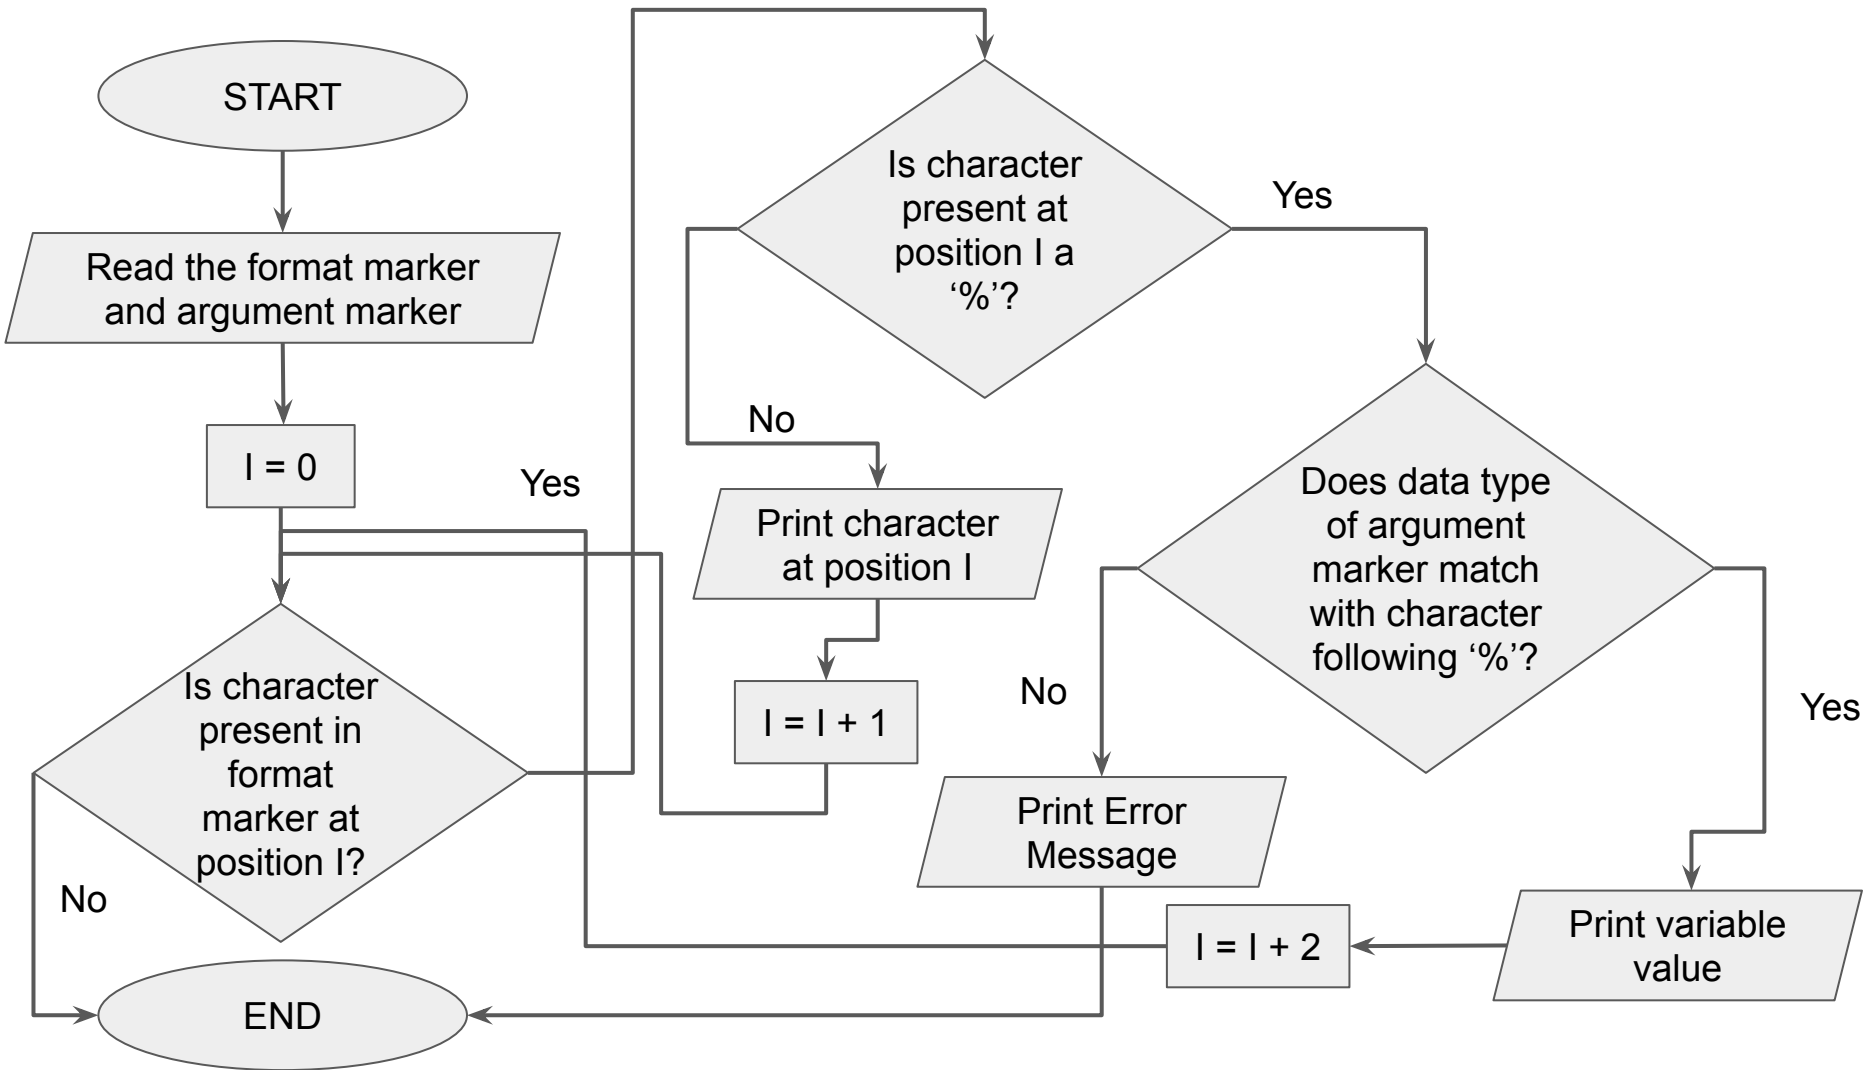 START
Read the format marker
and argument marker
I = 0
Yes
Is character
present in
format
marker at
position I?
No
END
Is character
present at
position I a
‘%’?
Yes
No
Print character
at position I
I = I + 1
Does data type
of argument
marker match
with character
following ‘%’?
No
Yes
Print Error
Message
I = I + 2
Print variable
value